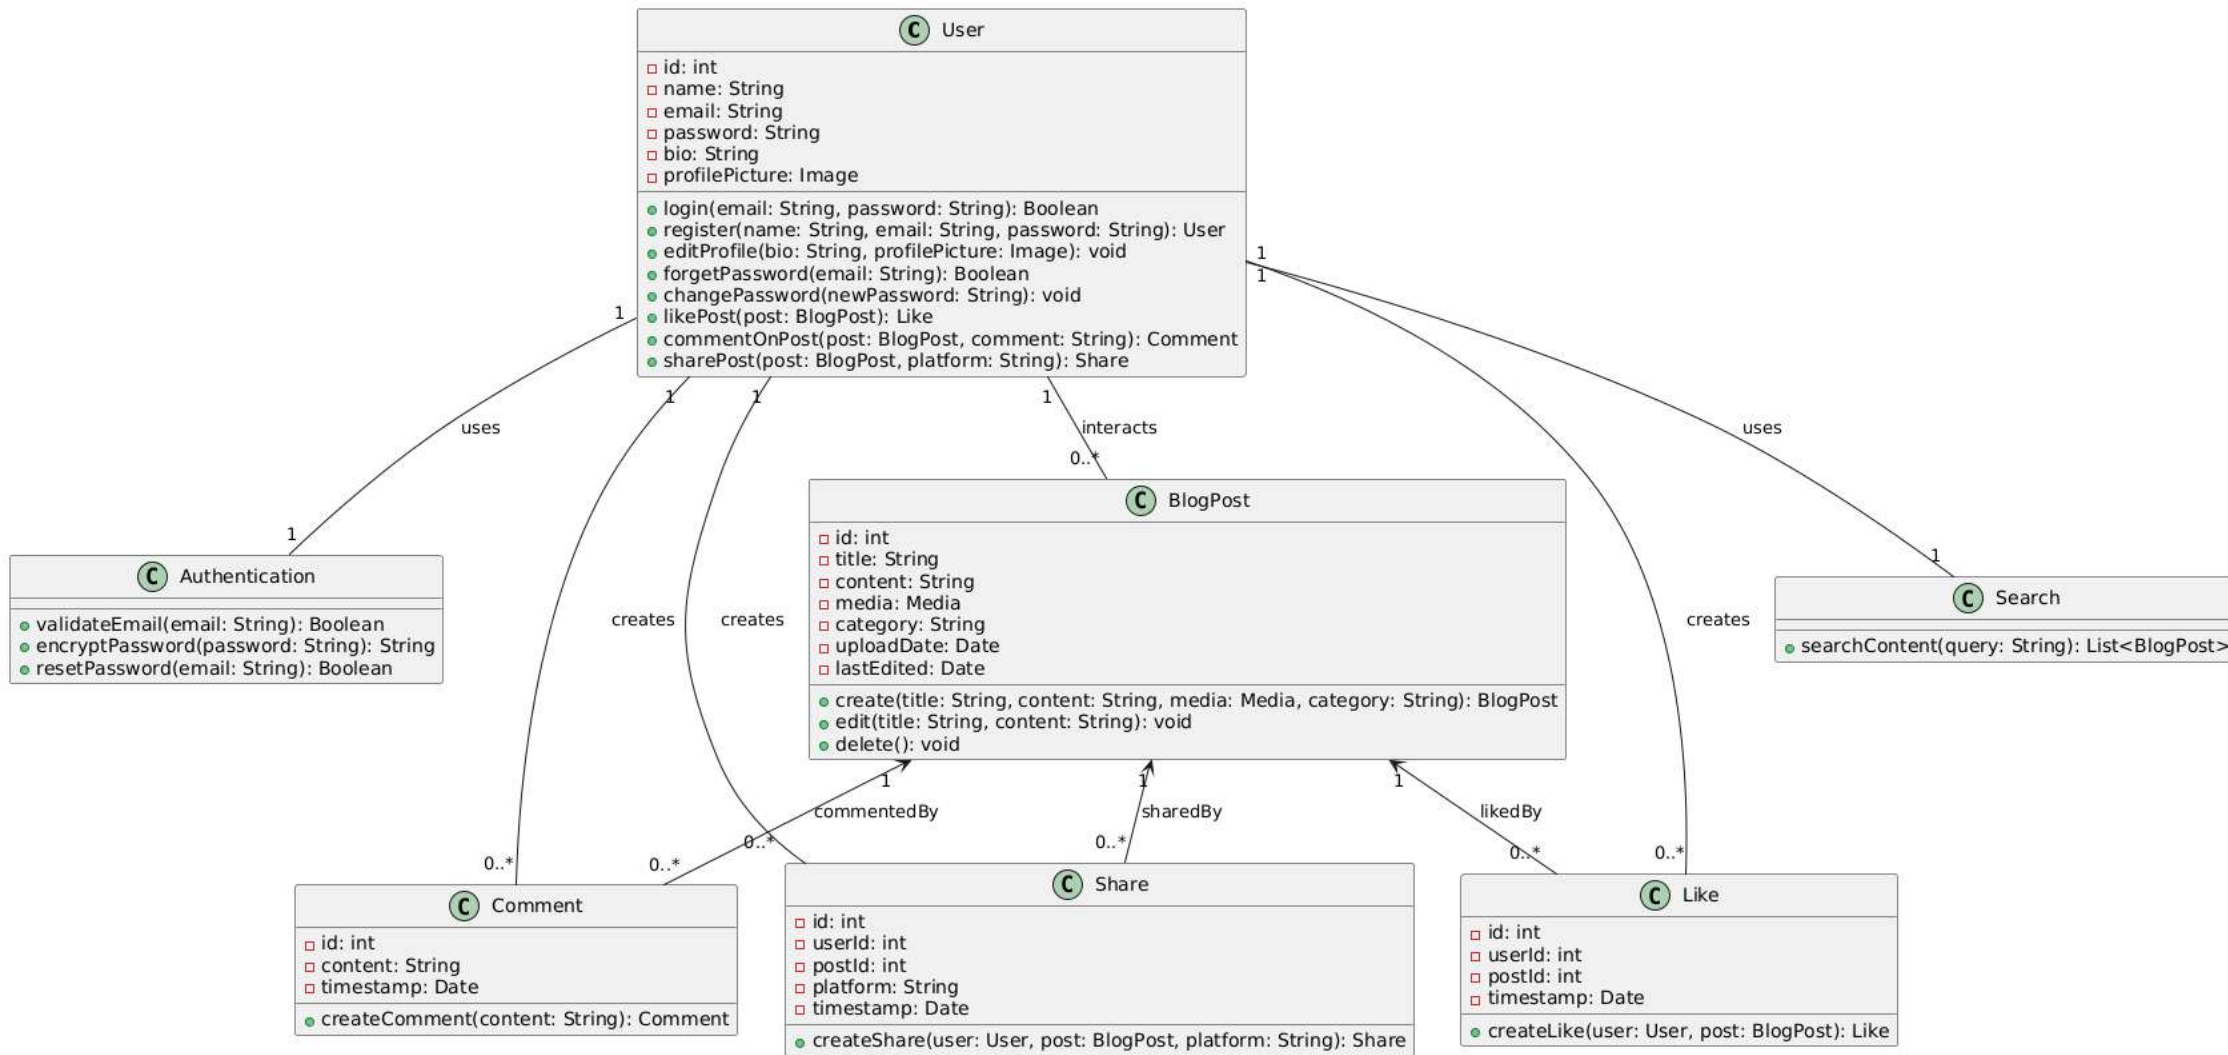 C User
id: int
name: String
email: String
password: String
bio: String
profilePicture: Image
login(email: String, password: String): Boolean
register(name: String, email: String, password: String): User
editProfile(bio: String, profilePicture: Image): void
forgetPassword(email: String): Boolean
changePassword(newPassword: String): void
likePost(post: BlogPost): Like
commentOnPost(post: BlogPost, comment: String): Comment
sharePost(post: BlogPost, platform: String): Share
1
1
1
1
1
1
uses
interacts
uses
0..*
1
1
C Authentication
validateEmail(email: String): Boolean
encryptPassword(password: String): String
resetPassword(email: String): Boolean
creates
creates
C BlogPost
id: int
title: String
content: String
media: Media
category: String
uploadDate: Date
lastEdited: Date
create(title: String, content: String, media: Media, category: String): BlogPost
edit(title: String, content: String): void
delete(): void
creates
C Search
searchContent(query: String): List<BlogPost>
1
1
1
commentedBy
sharedBy
likedBy
0..*
0..*
0..*
0..*
0..*
0..*
C Comment
id: int
content: String
timestamp: Date
createComment(content: String): Comment
C Share
id: int
userId: int
postId: int
platform: String
timestamp: Date
createShare(user: User, post: BlogPost, platform: String): Share
C Like
id: int
userId: int
postId: int
timestamp: Date
createLike(user: User, post: BlogPost): Like